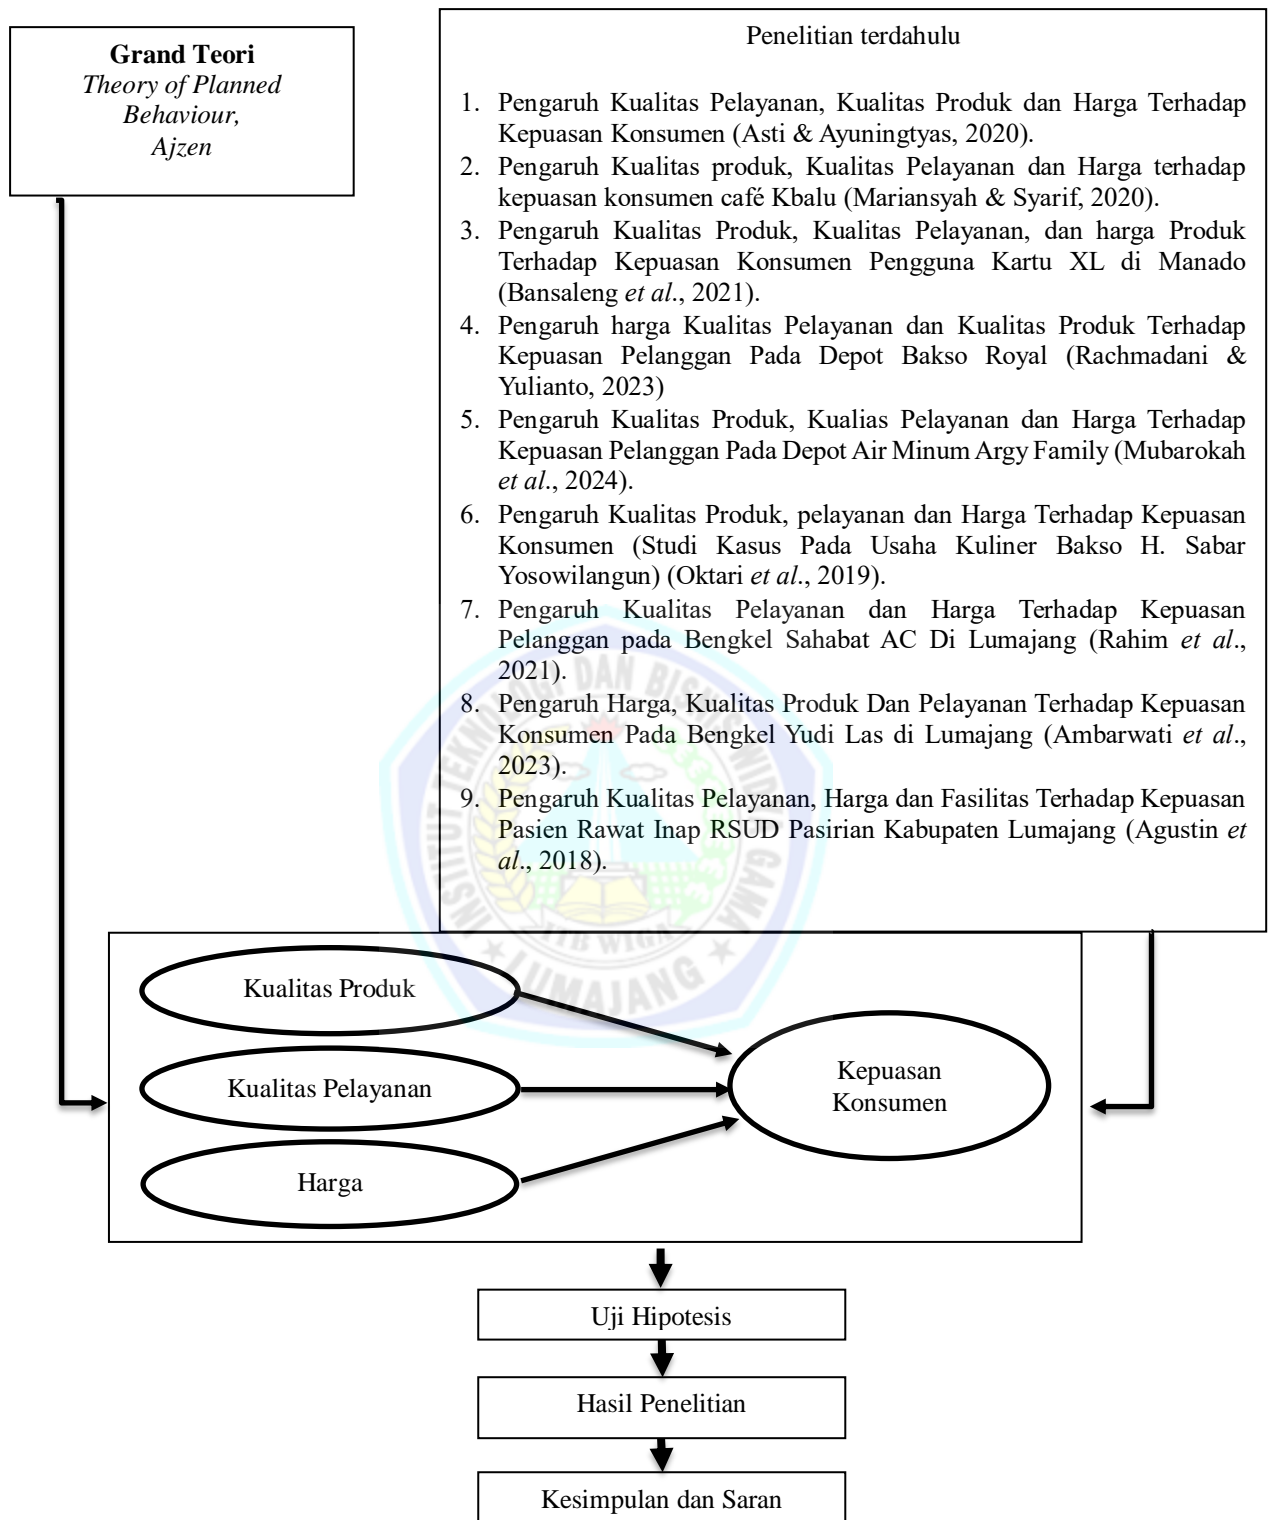 Grand Teori
Theory of Planned
Behaviour,
Ajzen
Penelitian terdahulu
1. Pengaruh Kualitas Pelayanan, Kualitas Produk dan Harga Terhadap
Kepuasan Konsumen (Asti & Ayuningtyas, 2020).
2. Pengaruh Kualitas produk, Kualitas Pelayanan dan Harga terhadap
kepuasan konsumen café Kbalu (Mariansyah & Syarif, 2020).
3. Pengaruh Kualitas Produk, Kualitas Pelayanan, dan harga Produk
Terhadap Kepuasan Konsumen Pengguna Kartu XL di Manado
(Bansaleng et al., 2021).
4. Pengaruh harga Kualitas Pelayanan dan Kualitas Produk Terhadap
Kepuasan Pelanggan Pada Depot Bakso Royal (Rachmadani &
Yulianto, 2023)
5. Pengaruh Kualitas Produk, Kualias Pelayanan dan Harga Terhadap
Kepuasan Pelanggan Pada Depot Air Minum Argy Family (Mubarokah
et al., 2024).
6. Pengaruh Kualitas Produk, pelayanan dan Harga Terhadap Kepuasan
Konsumen (Studi Kasus Pada Usaha Kuliner Bakso H. Sabar
Yosowilangun) (Oktari et al., 2019).
7. Pengaruh Kualitas Pelayanan dan Harga Terhadap Kepuasan
Pelanggan pada Bengkel Sahabat AC Di Lumajang (Rahim et al.,
2021).
8. Pengaruh Harga, Kualitas Produk Dan Pelayanan Terhadap Kepuasan
Konsumen Pada Bengkel Yudi Las di Lumajang (Ambarwati et al.,
2023).
9. Pengaruh Kualitas Pelayanan, Harga dan Fasilitas Terhadap Kepuasan
Pasien Rawat Inap RSUD Pasirian Kabupaten Lumajang (Agustin et
al., 2018).
INSTITUT TEKNOLOGI DAN BISNIS WIDYA GAMA
ITB WIGA
LUMAJANG
Kualitas Produk
Kualitas Pelayanan
Harga
Kepuasan
Konsumen
Uji Hipotesis
Hasil Penelitian
Kesimpulan dan Saran